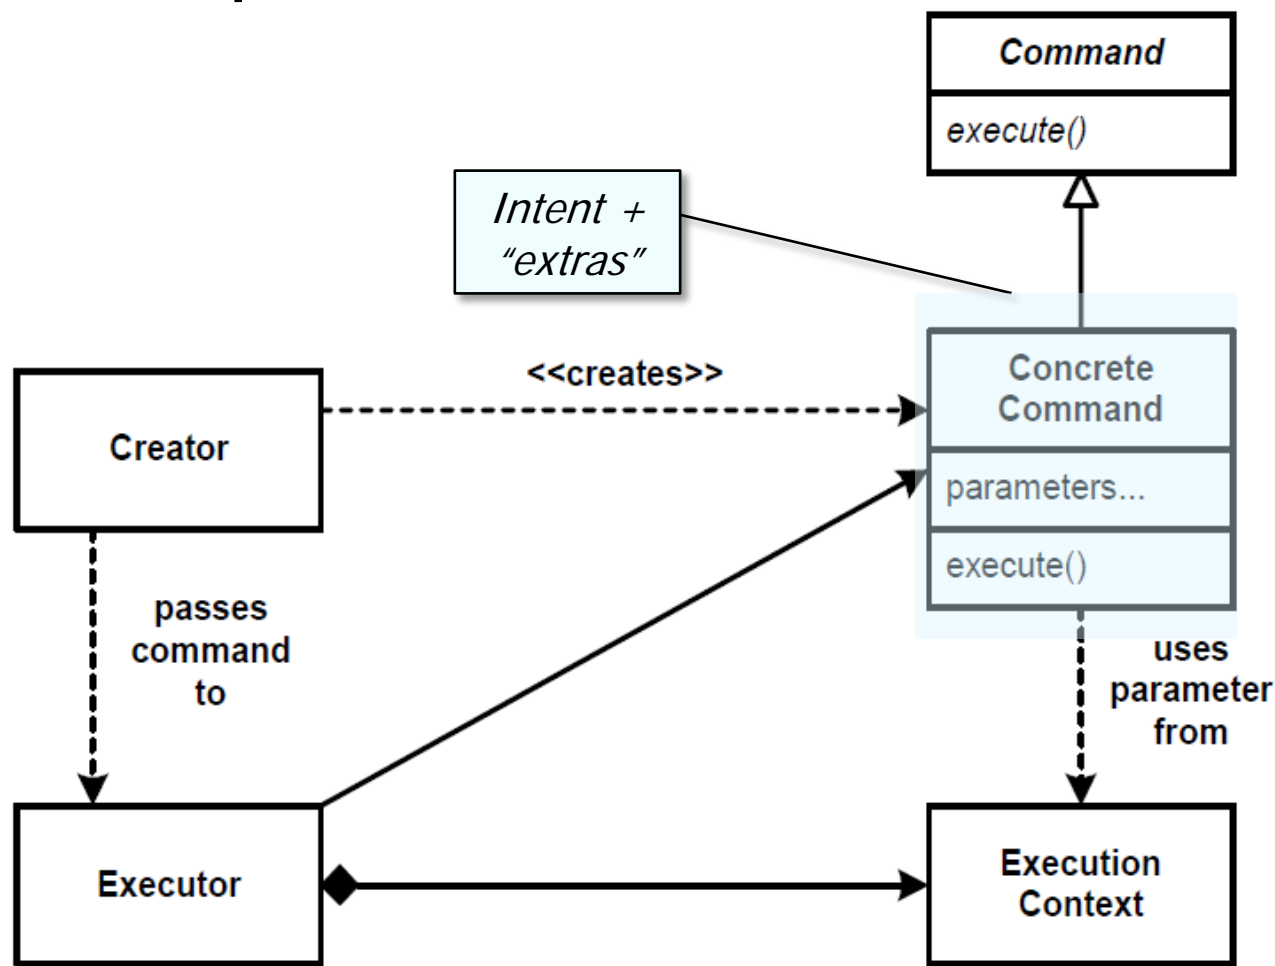 Command
execute()
Intent +
“extras”
<<creates>>
Concrete
Command
Creator
parameters...
execute()
passes
command
to
uses
parameter
from
Executor
Execution
Context